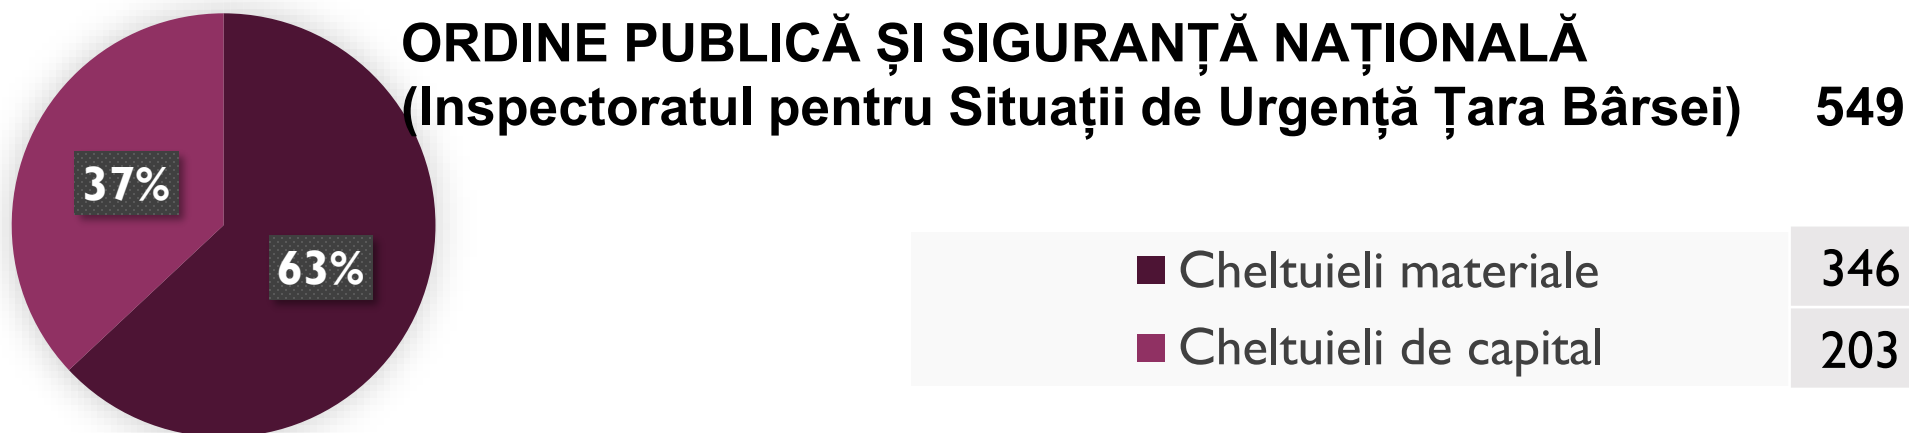 ORDINE PUBLICĂ ȘI SIGURANȚĂ NAȚIONALĂ
(Inspectoratul pentru Situații de Urgență Țara Bârsei) 549
37%
63%
Cheltuieli materiale 346
Cheltuieli de capital 203